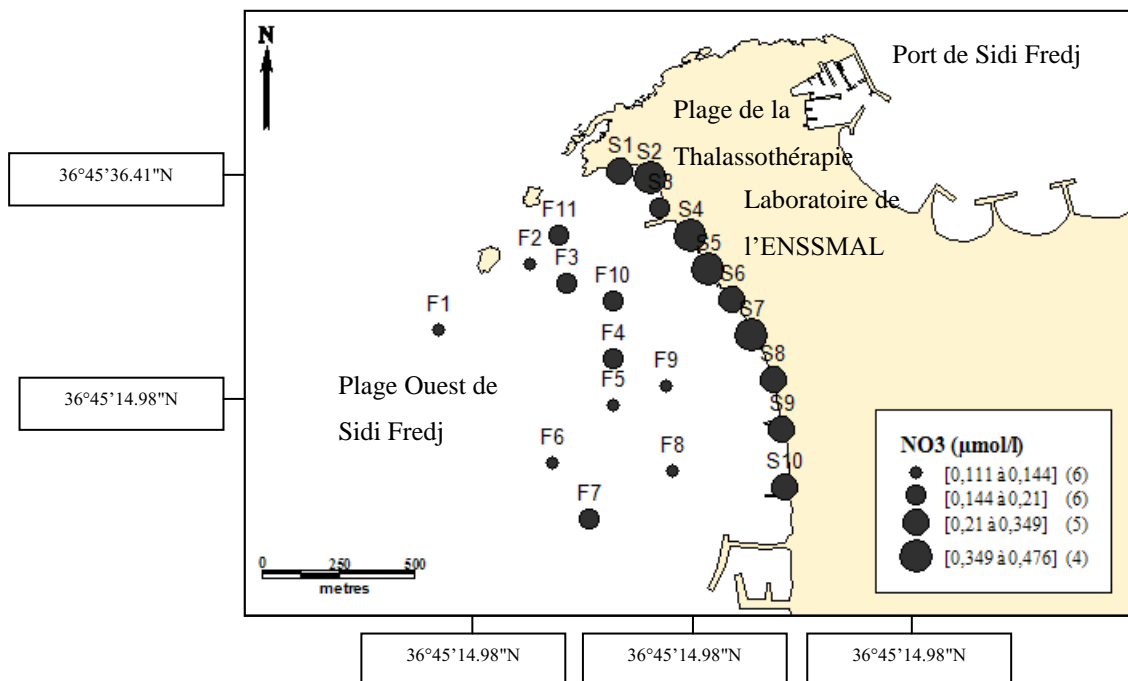 N
Port de Sidi Fredj
Plage de la
Thalassothérapie
S1
S2
S3
36°45’36.41"N
Laboratoire de
l’ENSSMAL
S4
F11
F2
F3
S5
S6
F10
F1
S7
F4
S8
F9
F5
Plage Ouest de
Sidi Fredj
36°45’14.98"N
S9
F6
F8
S10
F7
NO3 (µmol/l)
[0,111 à 0,144] (6)
[0,144 à 0,21] (6)
[0,21 à 0,349] (5)
[0,349 à 0,476] (4)
0 250 500
metres
36°45’14.98"N
36°45’14.98"N
36°45’14.98"N